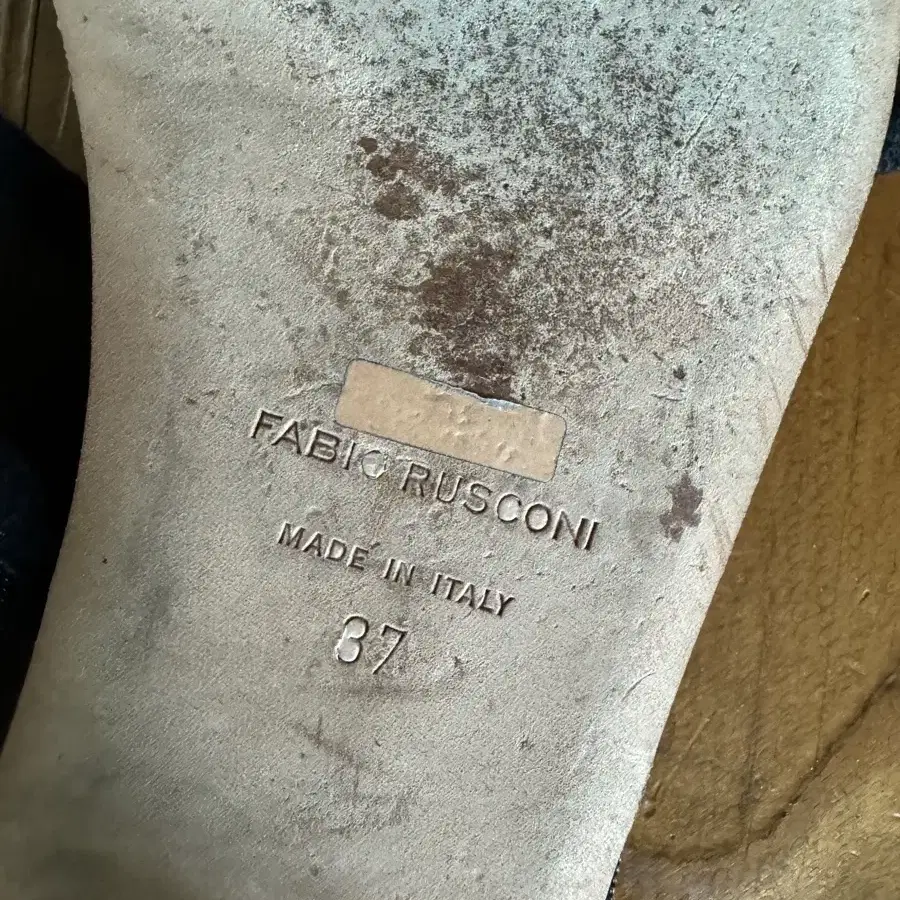 FABIO RUSCONI
MADE IN ITALY
37